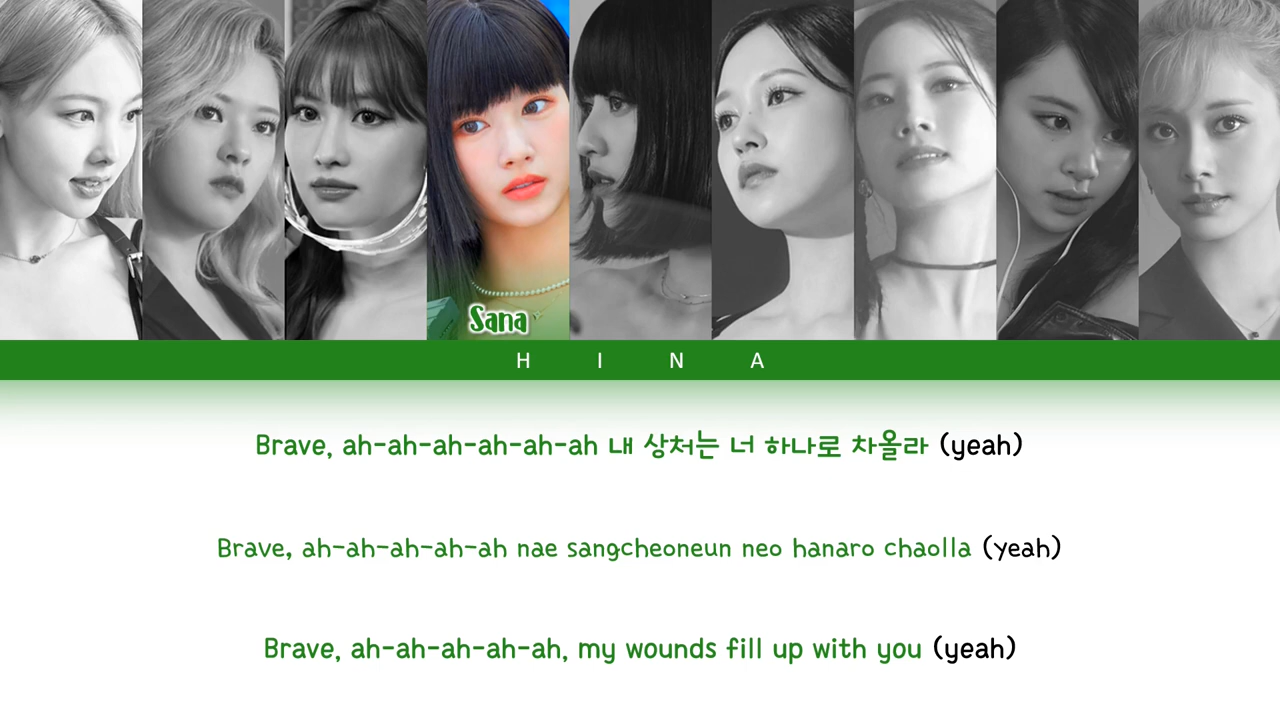 Sana
H I N A
Brave, ah-ah-ah-ah-ah-ah 내 상처는 너 하나로 차올라 (yeah)
Brave, ah-ah-ah-ah-ah nae sangcheoneun neo hanaro chaolla (yeah)
Brave, ah-ah-ah-ah-ah, my wounds fill up with you (yeah)